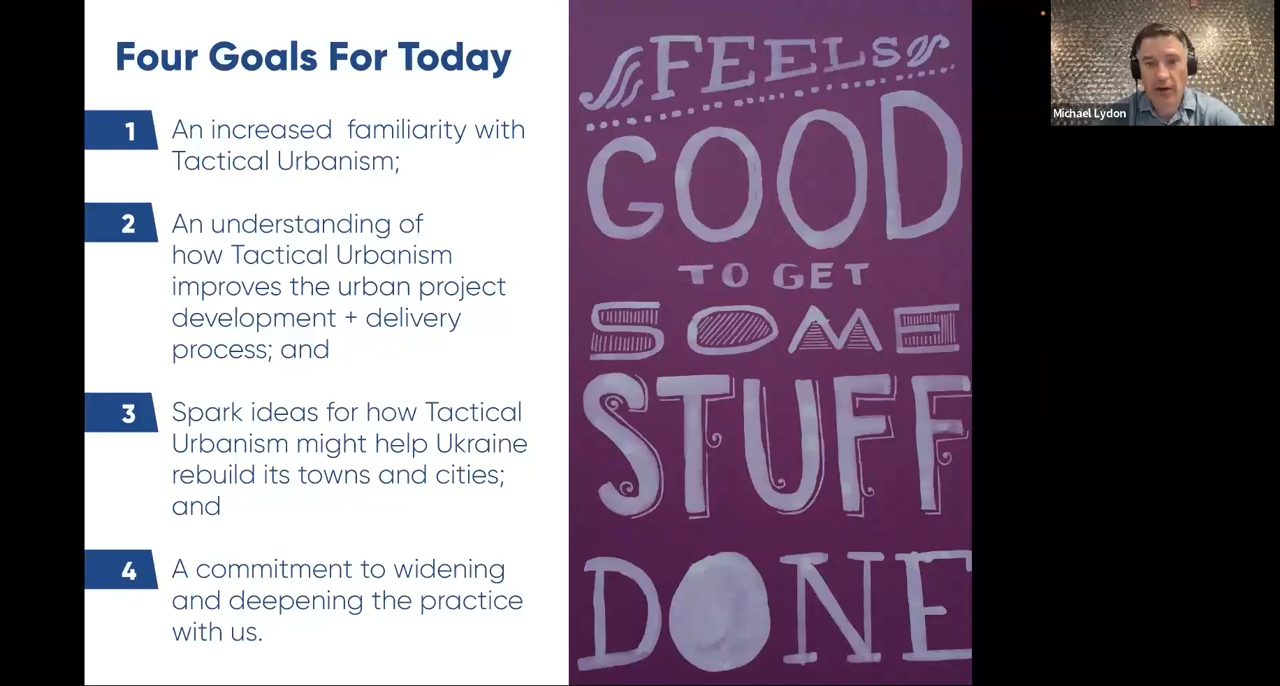 Four Goals For Today
1
An increased familiarity with
Tactical Urbanism;
2
An understanding of
how Tactical Urbanism
improves the urban project
development + delivery
process; and
3
Spark ideas for how Tactical
Urbanism might help Ukraine
rebuild its towns and cities;
and
4
A commitment to widening
and deepening the practice
with us.
FEELS
GOOD
TO GET
SOME
STUFF
DONE
Michael Lydon